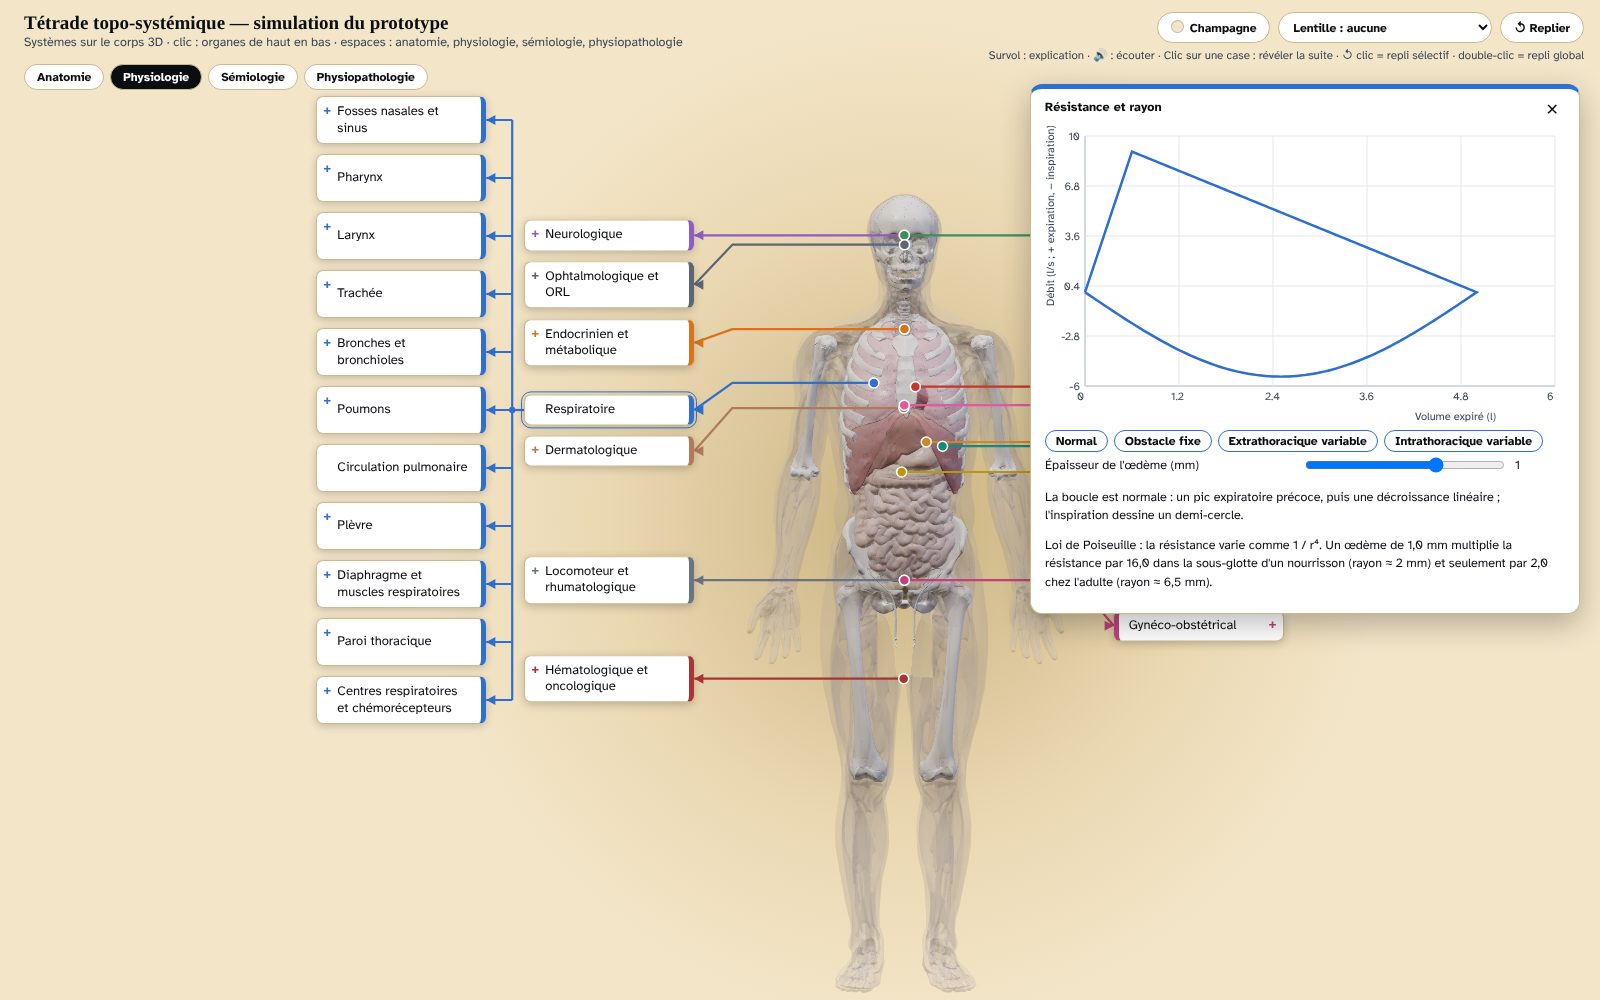 Tétrade topo-systémique — simulation du prototype
Systèmes sur le corps 3D · clic : organes de haut en bas · espaces : anatomie, physiologie, sémiologie, physiopathologie
Champagne
Lentille : aucune
↺ Replier
Survol : explication · 🔊 : écouter · Clic sur une case : révéler la suite · ↺ clic = repli sélectif · double-clic = repli global
Anatomie
Physiologie
Sémiologie
Physiopathologie
+ Fosses nasales et
sinus
+ Pharynx
+ Larynx
+ Trachée
+ Bronches et
bronchioles
+ Poumons
Circulation pulmonaire
+ Plèvre
+ Diaphragme et
muscles respiratoires
+ Paroi thoracique
+ Centres respiratoires
et chémorécepteurs
+ Neurologique
+ Ophtalmologique et
ORL
+ Endocrinien et
métabolique
Respiratoire
+ Dermatologique
+ Locomoteur et
rhumatologique
+ Hématologique et
oncologique
Résistance et rayon
✕
Débit (l/s ; + expiration, − inspiration)
10
6.8
3.6
0.4
-2.8
-6
0
1.2
2.4
3.6
4.8
6
Volume expiré (l)
Normal
Obstacle fixe
Extrathoracique variable
Intrathoracique variable
Épaisseur de l'œdème (mm)
1
La boucle est normale : un pic expiratoire précoce, puis une décroissance linéaire ;
l'inspiration dessine un demi-cercle.
Loi de Poiseuille : la résistance varie comme 1 / r⁴. Un œdème de 1,0 mm multiplie la
résistance par 16,0 dans la sous-glotte d'un nourrisson (rayon ≈ 2 mm) et seulement par 2,0
chez l'adulte (rayon ≈ 6,5 mm).
Gynéco-obstétrical +